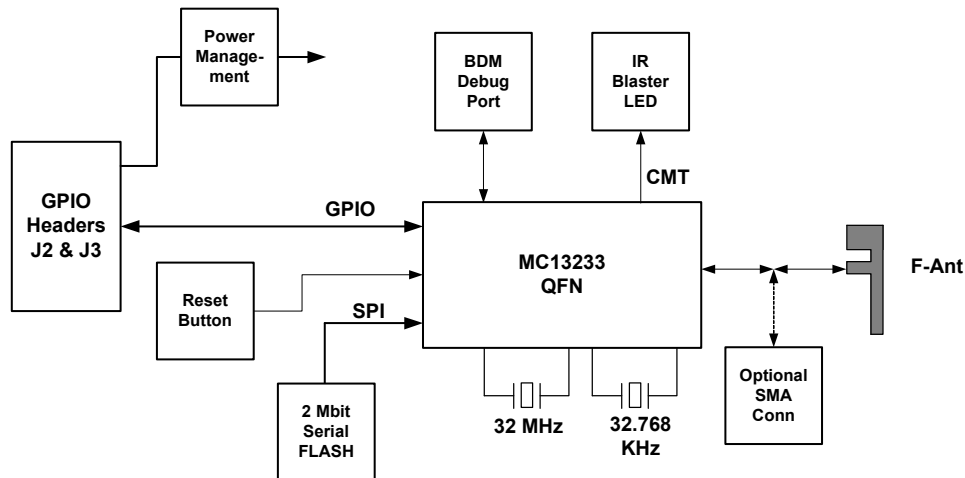 Power
Manage-
ment
BDM
Debug
Port
IR
Blaster
LED
CMT
GPIO
Headers
J2 & J3
GPIO
MC13233
QFN
F-Ant
Reset
Button
SPI
2 Mbit
Serial
FLASH
32 MHz
32.768
KHz
Optional
SMA
Conn